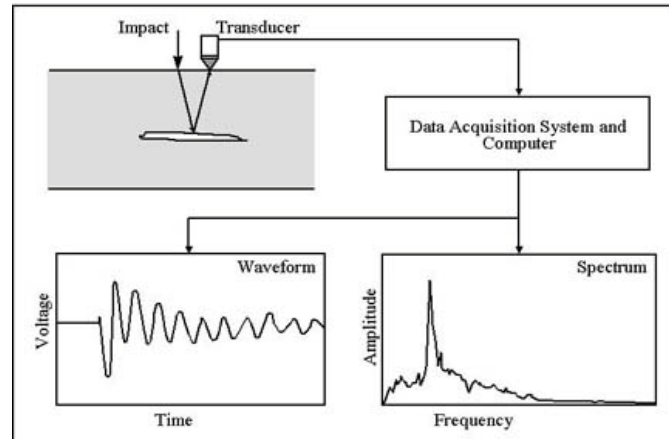 Impact
Transducer
Data Acquisition System and
Computer
Waveform
Voltage
Time
Spectrum
Amplitude
Frequency